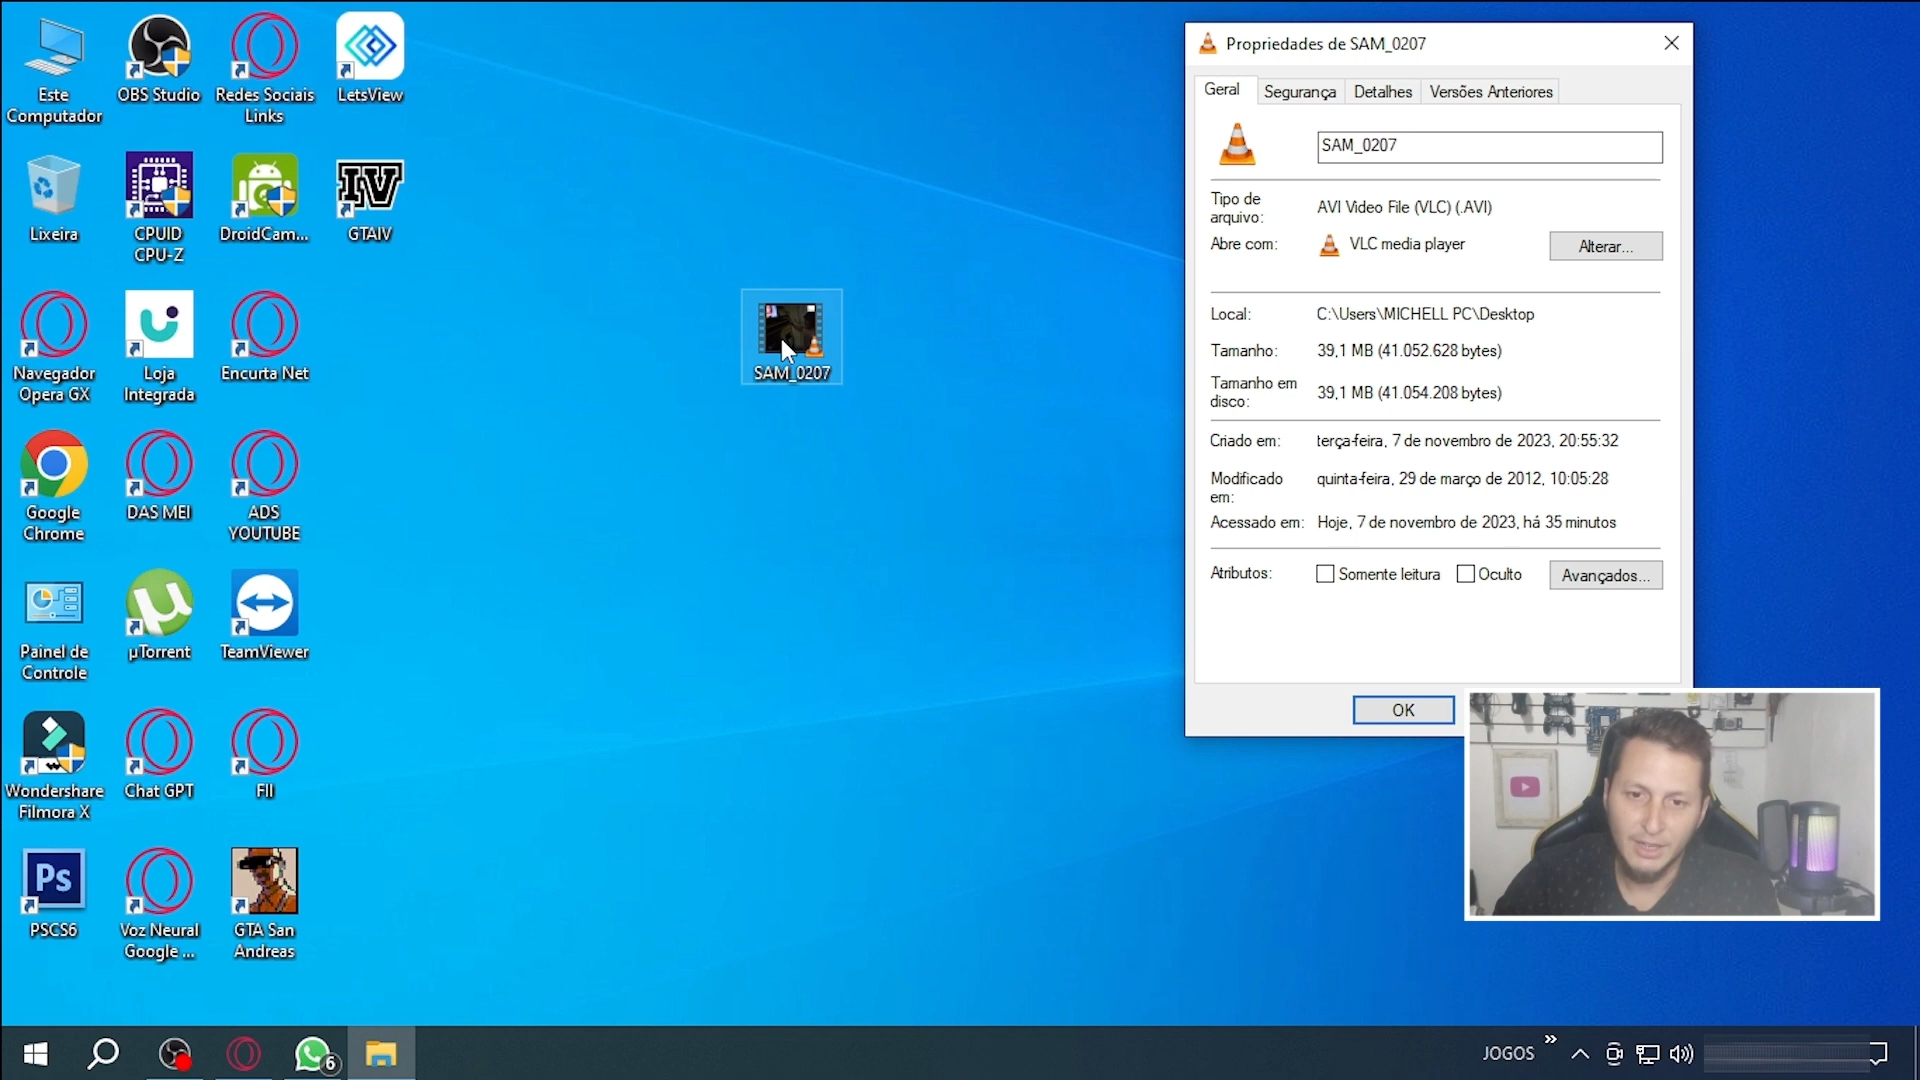 Este
Computador
OBS Studio
Redes Sociais
Links
LetsView
Lixeira
CPUID
CPU-Z
DroidCam...
IV
GTAIV
Navegador
Opera GX
Loja
Integrada
Encurta Net
Google
Chrome
DAS MEI
ADS
YOUTUBE
Painel de
Controle
µTorrent
TeamViewer
Wondershare
Filmora X
Chat GPT
FII
Ps
PSCS6
Voz Neural
Google ...
GTA San
Andreas
SAM_0207
Propriedades de SAM_0207
Geral
Segurança
Detalhes
Versões Anteriores
SAM_0207
Tipo de
arquivo:
AVI Video File (VLC) (.AVI)
Abre com:
VLC media player
Alterar...
Local:
C:\Users\MICHELL PC\Desktop
Tamanho:
39,1 MB (41.052.628 bytes)
Tamanho em
disco:
39,1 MB (41.054.208 bytes)
Criado em:
terça-feira, 7 de novembro de 2023, 20:55:32
Modificado
em:
quinta-feira, 29 de março de 2012, 10:05:28
Acessado em:
Hoje, 7 de novembro de 2023, há 35 minutos
Atributos:
Somente leitura
Oculto
Avançados...
OK
6
JOGOS